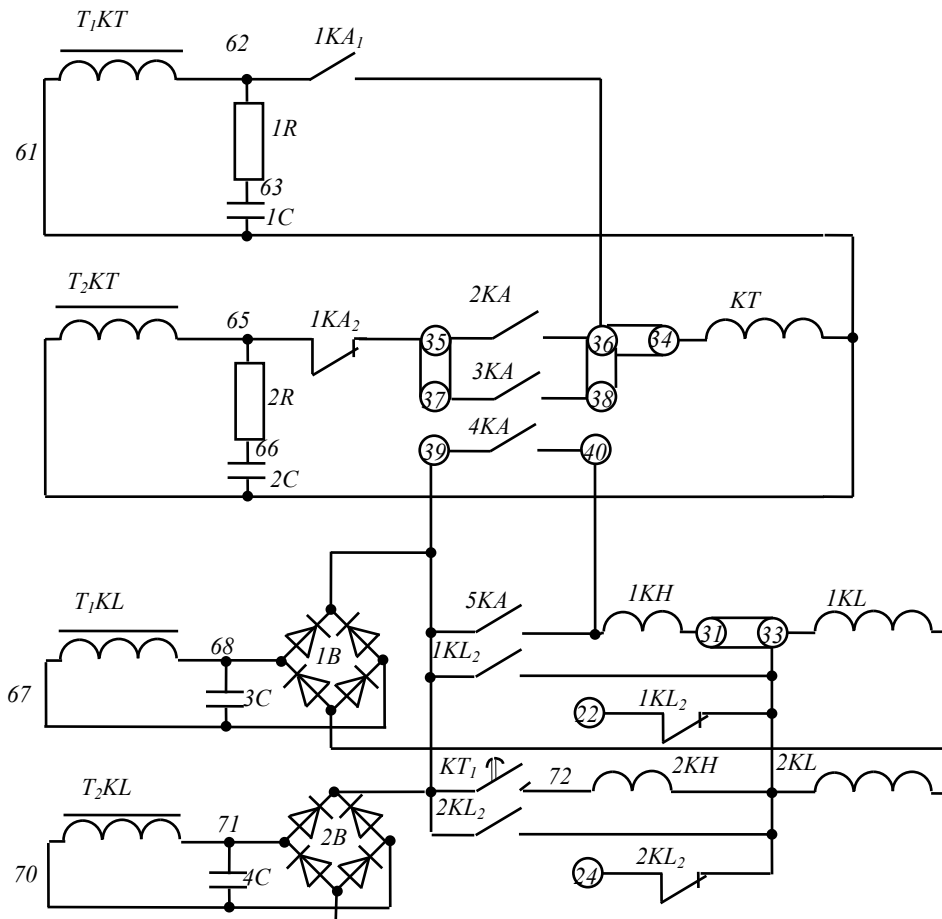 T₁KT
62
1KA₁
1R
61
63
1C
T₂KT
65
1KA₂
2KA
KT
35
36
34
3KA
2R
37
38
4KA
66
2C
39
40
T₁KL
5KA
1KH
1KL
68
1B
31
33
1KL₂
67
3C
22
1KL₂
KT₁
72
2KH
2KL
T₂KL
2KL₂
71
2B
70
4C
24
2KL₂